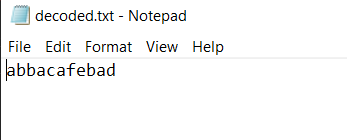 decoded.txt - Notepad
File Edit Format View Help
abbacafebad